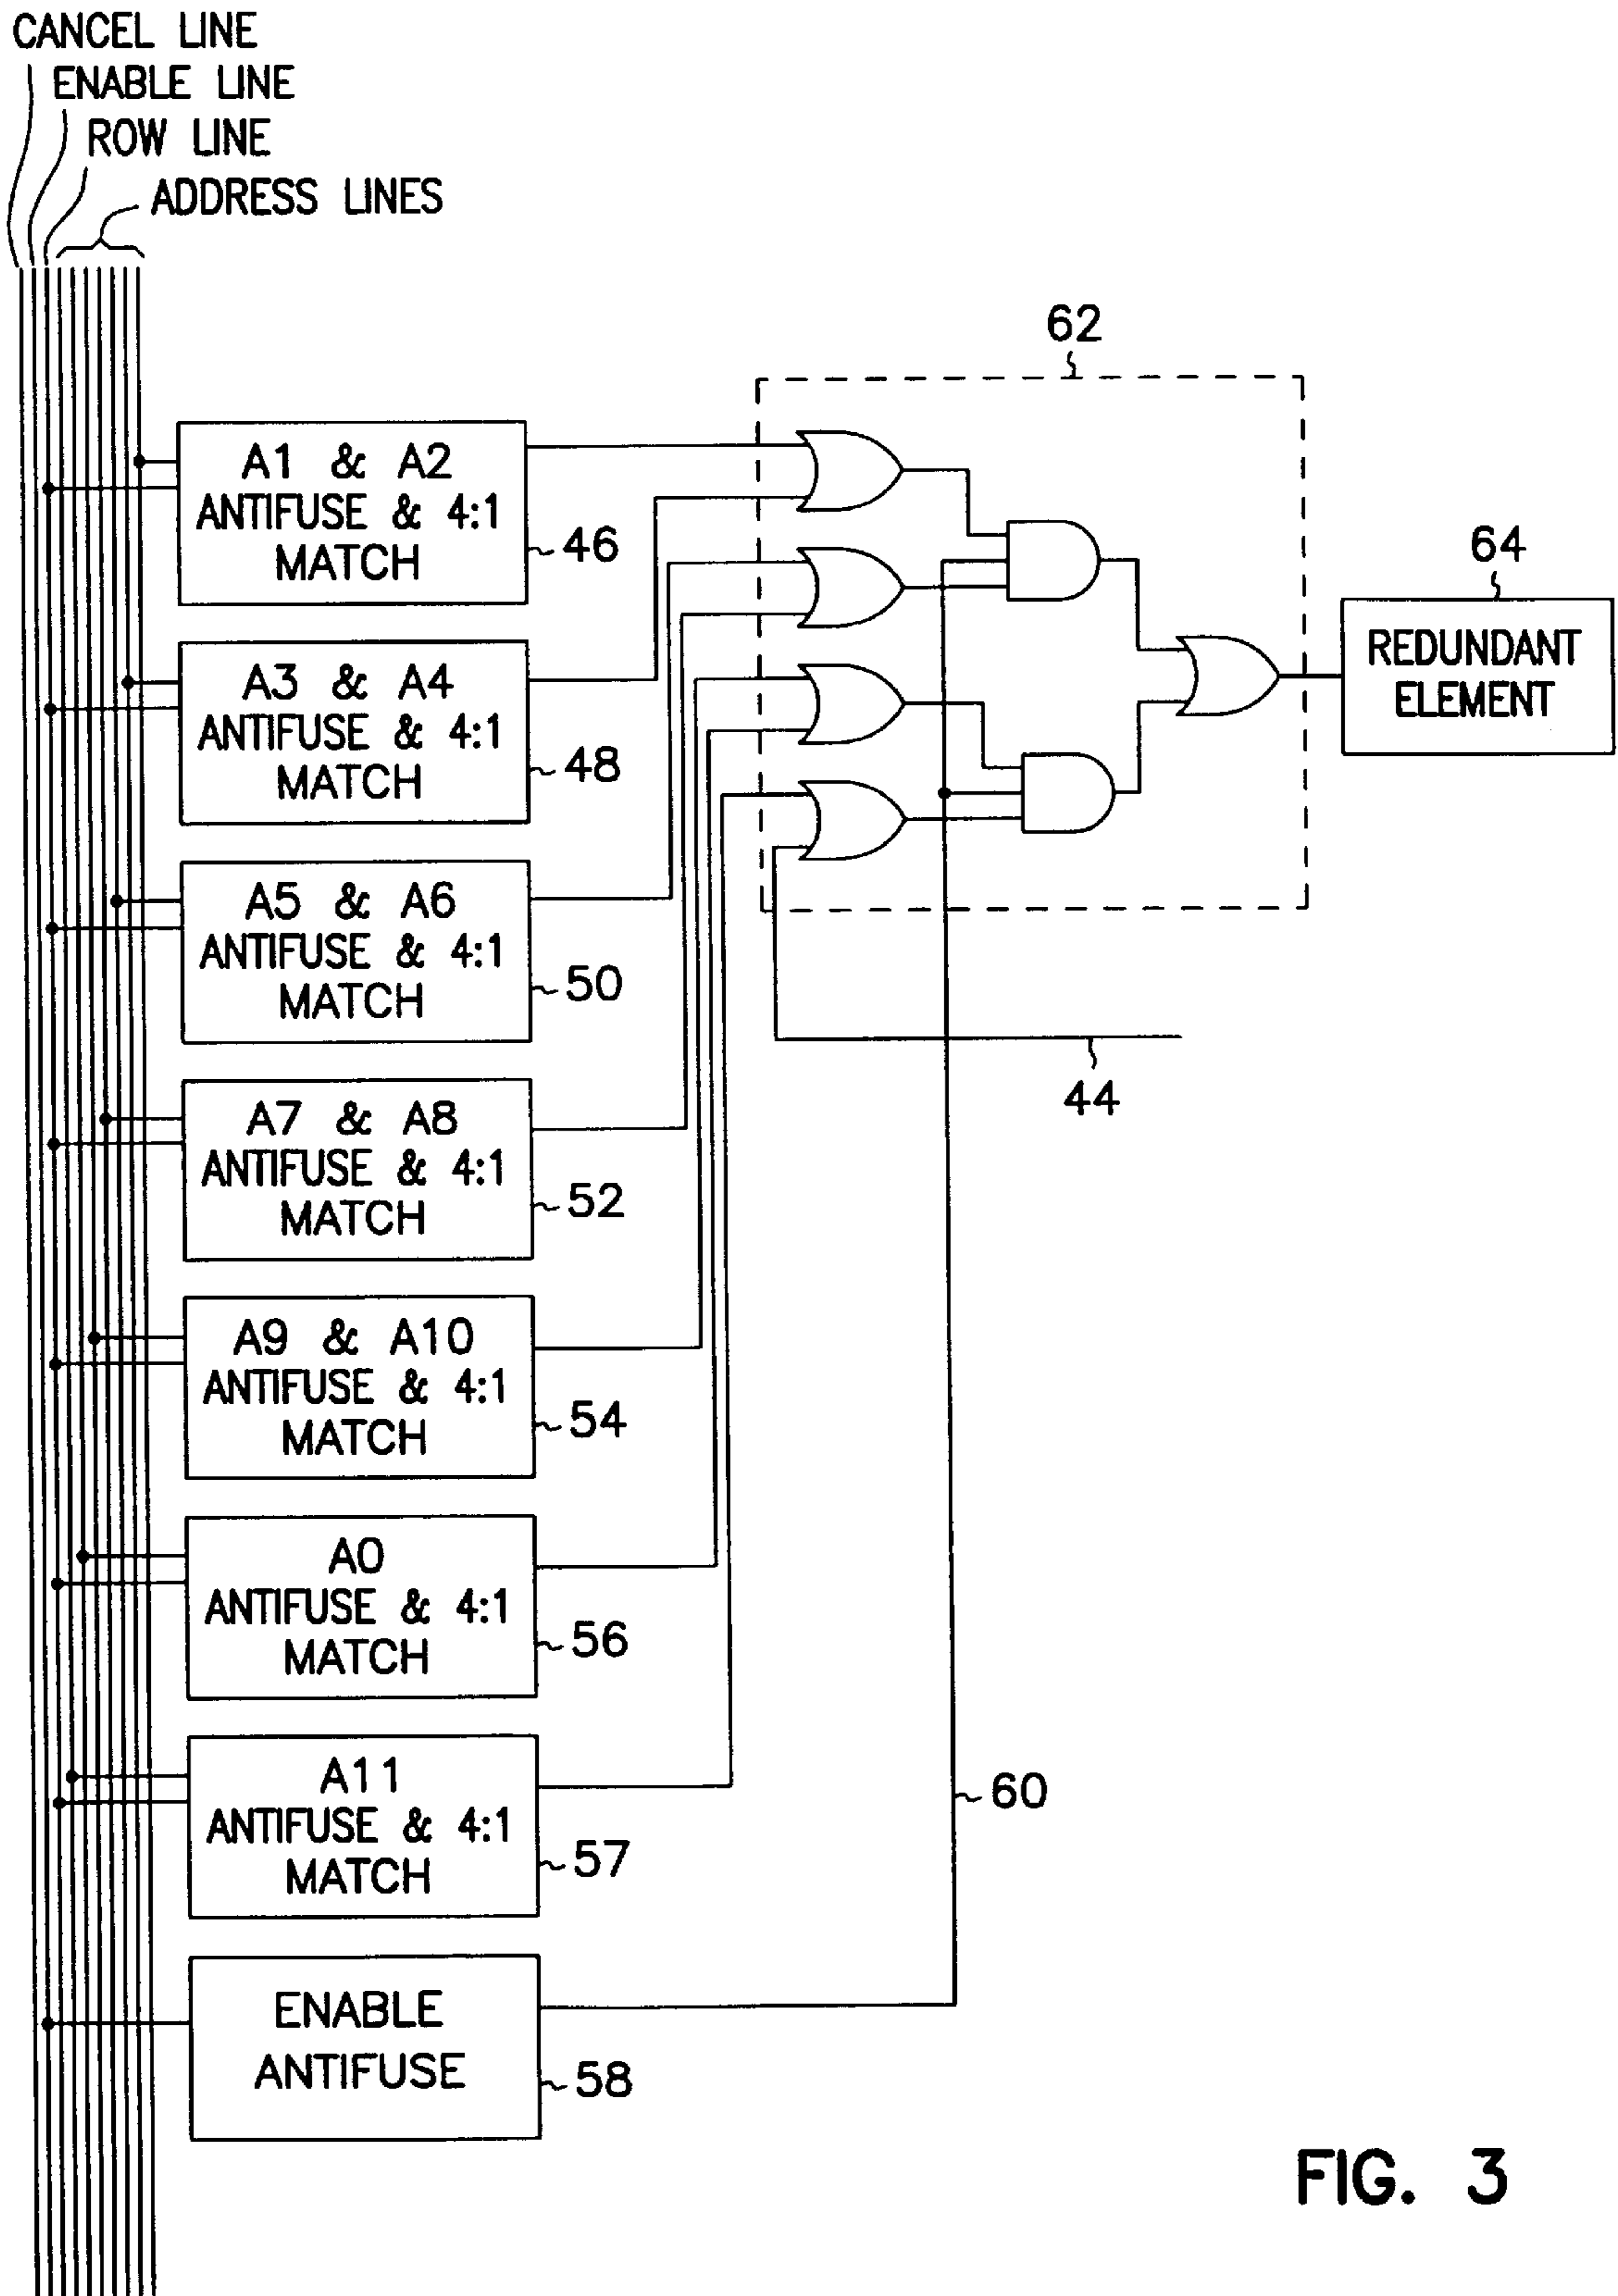 CANCEL LINE
ENABLE LINE
ROW LINE
ADDRESS LINES
62
A1 & A2
ANTIFUSE & 4:1
MATCH
46
64
REDUNDANT
ELEMENT
A3 & A4
ANTIFUSE & 4:1
MATCH
48
A5 & A6
ANTIFUSE & 4:1
MATCH
50
44
A7 & A8
ANTIFUSE & 4:1
MATCH
52
A9 & A10
ANTIFUSE & 4:1
MATCH
54
A0
ANTIFUSE & 4:1
MATCH
56
A11
ANTIFUSE & 4:1
MATCH
57
60
ENABLE
ANTIFUSE
58
FIG. 3